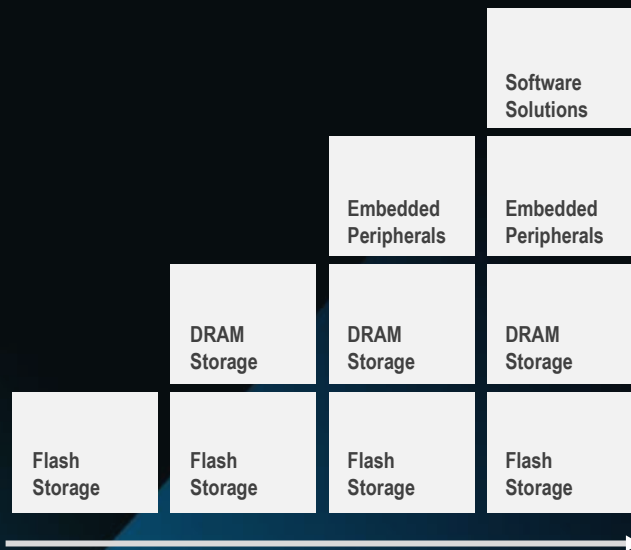 Software
Solutions
Embedded
Peripherals
Embedded
Peripherals
DRAM
Storage
DRAM
Storage
DRAM
Storage
Flash
Storage
Flash
Storage
Flash
Storage
Flash
Storage